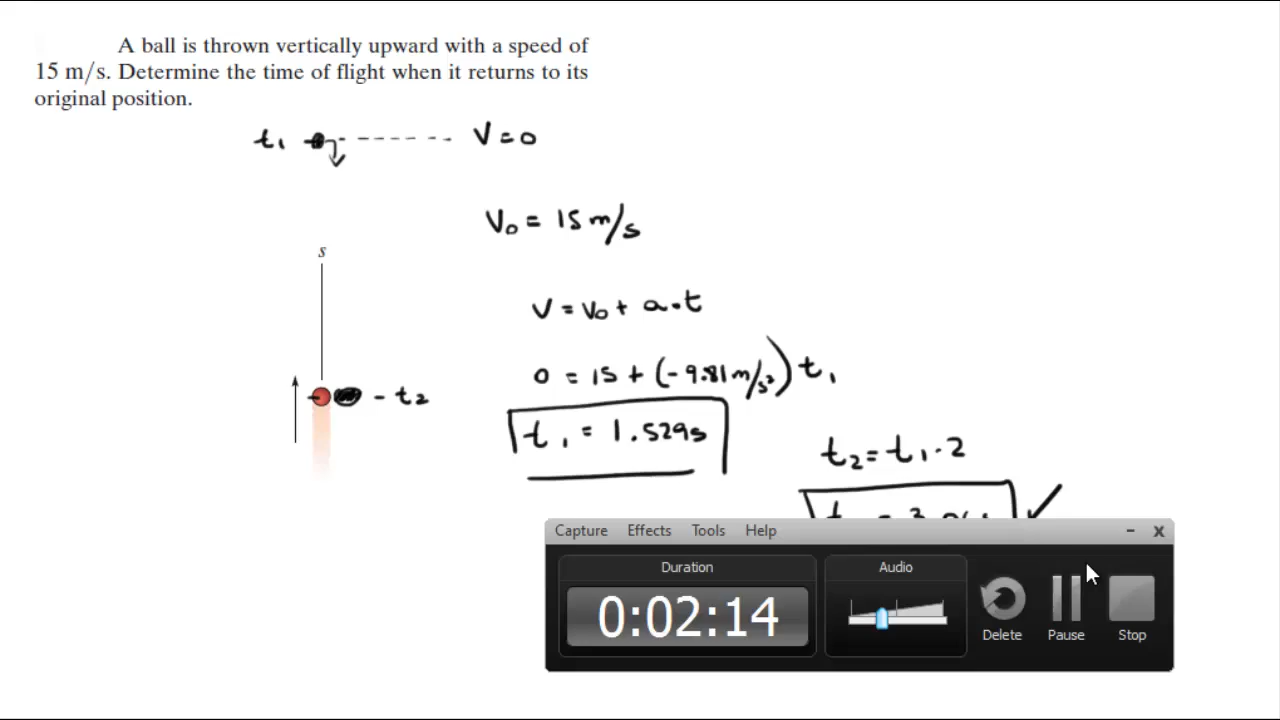 A ball is thrown vertically upward with a speed of
15 m/s. Determine the time of flight when it returns to its
original position.
t₁ - - - - - - V = 0
V₀ = 15 m/s
s
V = V₀ + a·t
0 = 15 + (-9.81 m/s²) t₁
- t₂
t₁ = 1.529s
t₂ = t₁ · 2
Capture Effects Tools Help
Duration
Audio
0:02:14
Delete Pause Stop